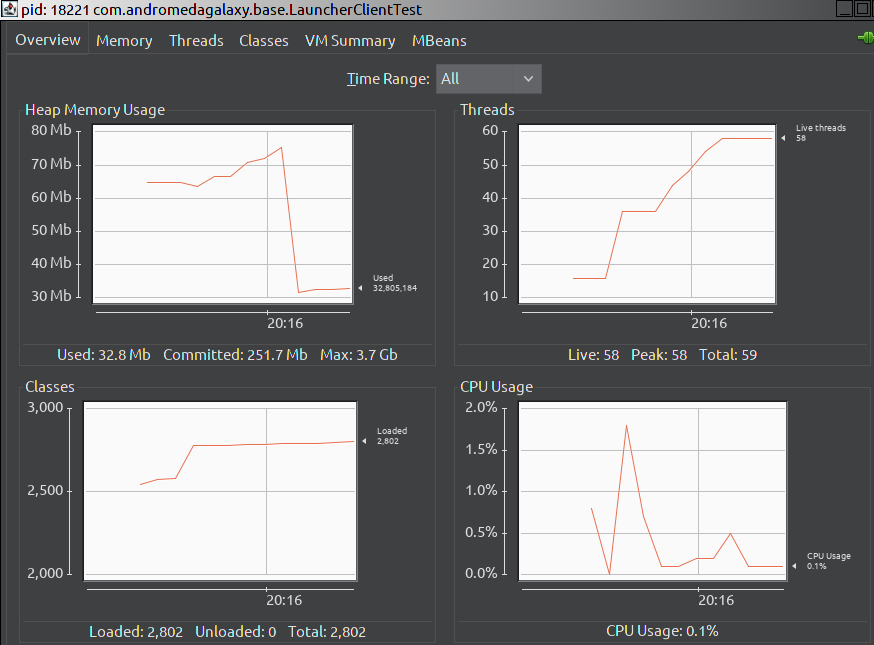 pid: 18221 com.andromedagalaxy.base.LauncherClientTest
Overview Memory Threads Classes VM Summary MBeans
Time Range: All
Heap Memory Usage
80 Mb
70 Mb
60 Mb
50 Mb
40 Mb
30 Mb
Used
32,805,184
20:16
Used: 32.8 Mb Committed: 251.7 Mb Max: 3.7 Gb
Threads
60
50
40
30
20
10
Live threads
58
20:16
Live: 58 Peak: 58 Total: 59
Classes
3,000
2,500
2,000
Loaded
2,802
20:16
Loaded: 2,802 Unloaded: 0 Total: 2,802
CPU Usage
2.0%
1.5%
1.0%
0.5%
0.0%
CPU Usage
0.1%
20:16
CPU Usage: 0.1%